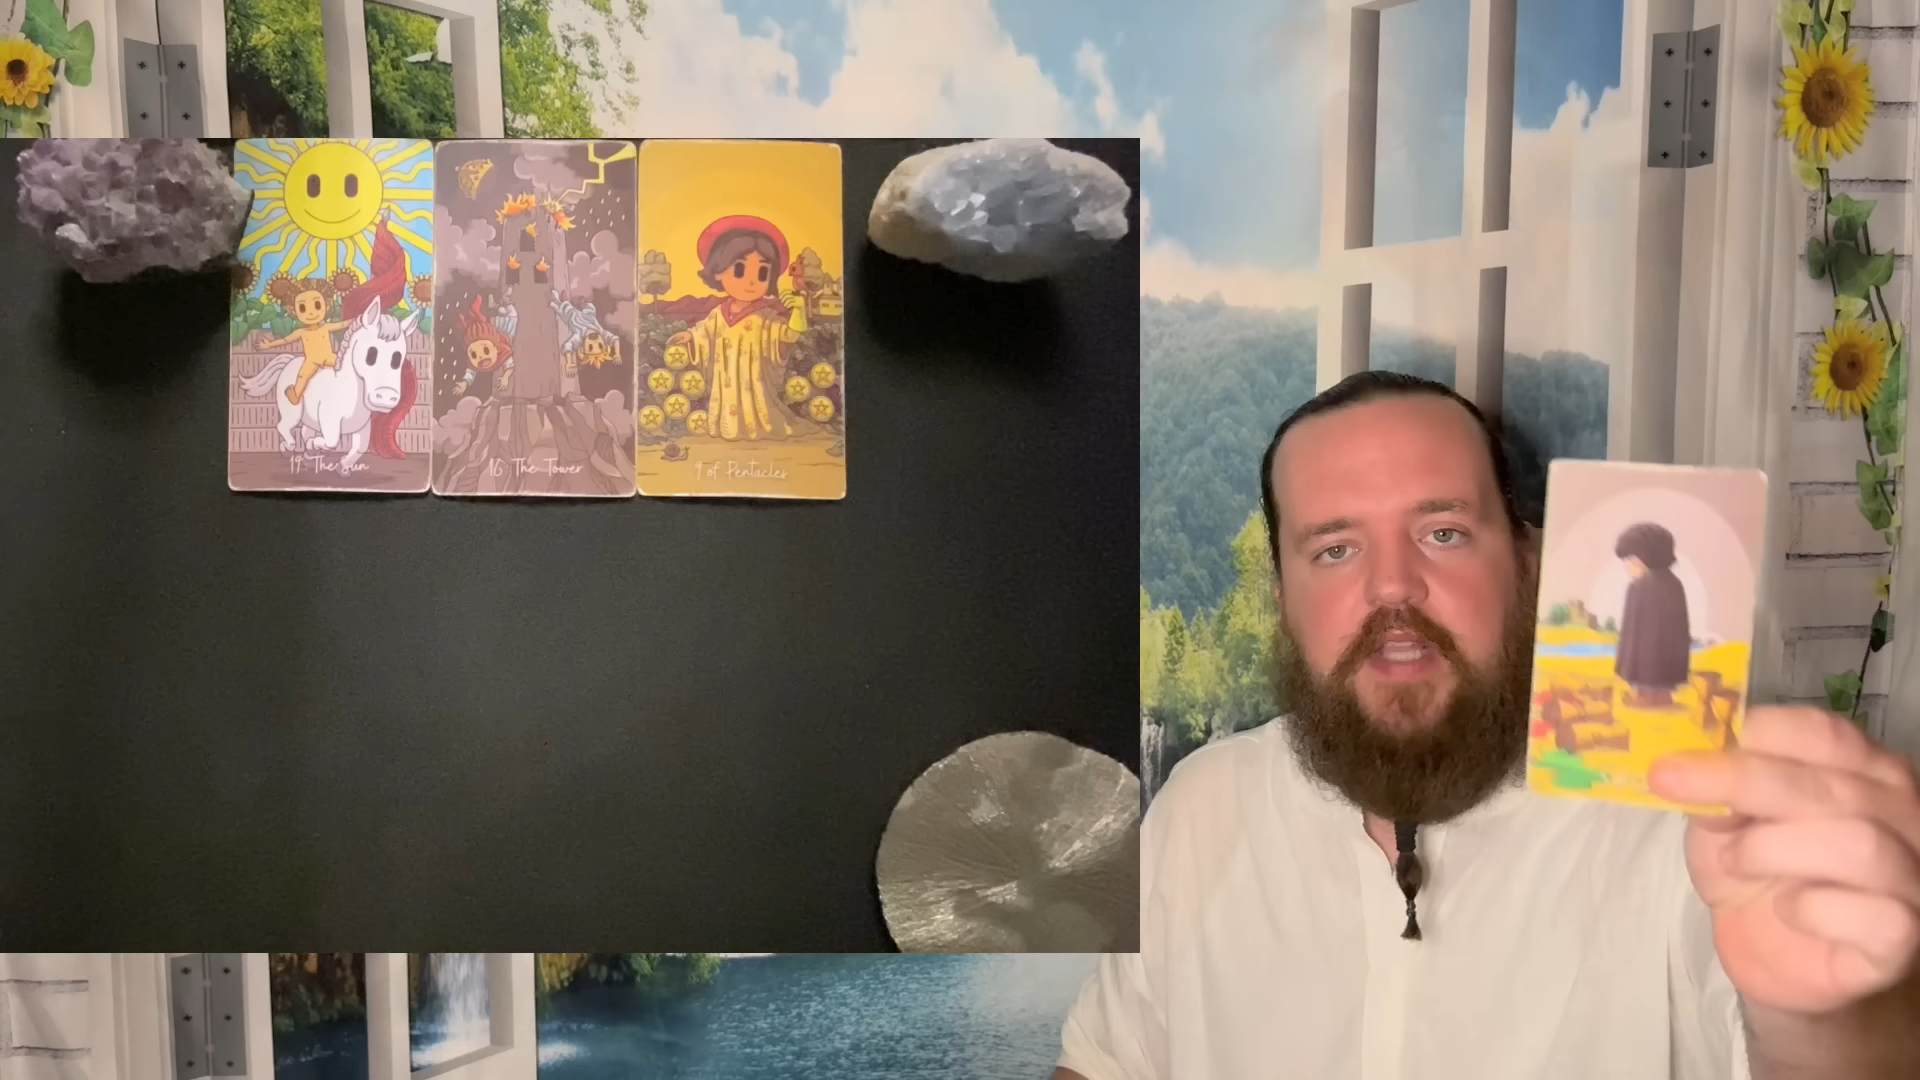 19. The Sun
16. The Tower
9 of Pentacles